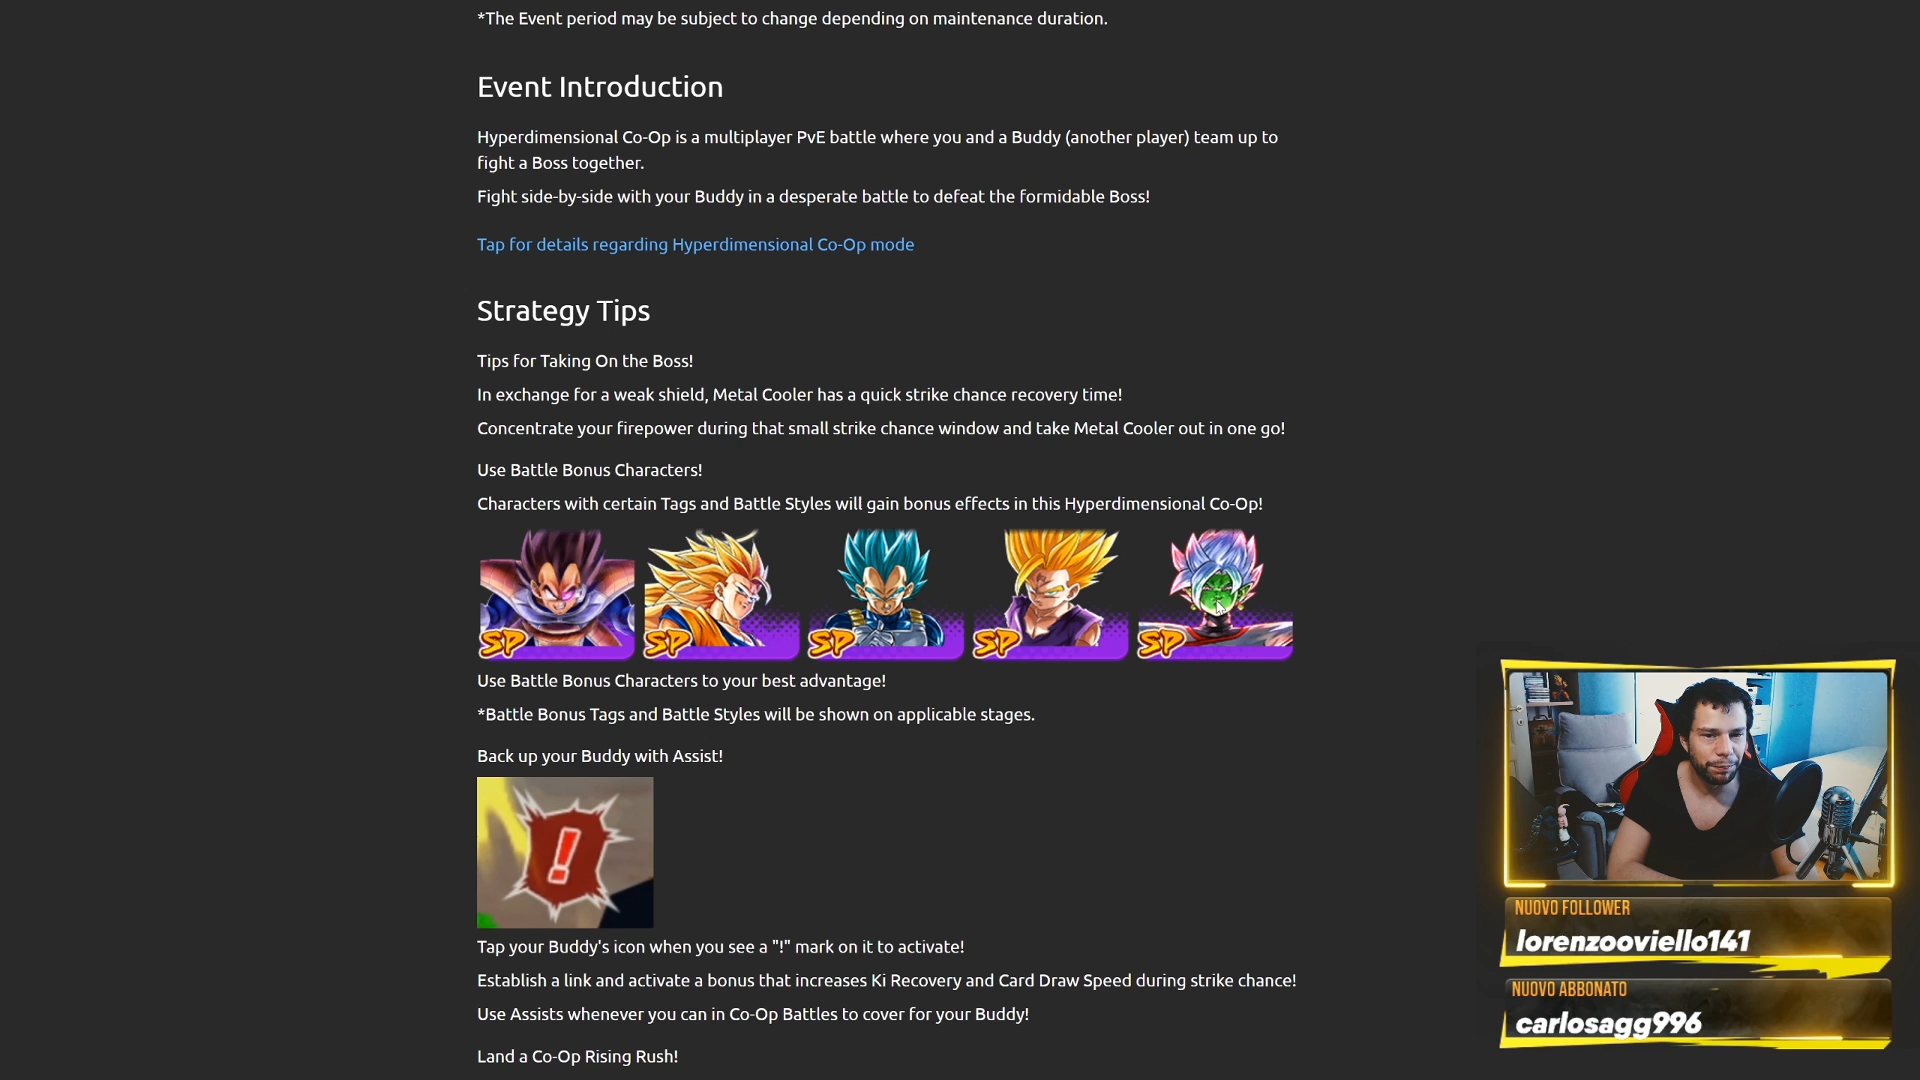 *The Event period may be subject to change depending on maintenance duration.
Event Introduction
Hyperdimensional Co-Op is a multiplayer PvE battle where you and a Buddy (another player) team up to
fight a Boss together.
Fight side-by-side with your Buddy in a desperate battle to defeat the formidable Boss!
Tap for details regarding Hyperdimensional Co-Op mode
Strategy Tips
Tips for Taking On the Boss!
In exchange for a weak shield, Metal Cooler has a quick strike chance recovery time!
Concentrate your firepower during that small strike chance window and take Metal Cooler out in one go!
Use Battle Bonus Characters!
Characters with certain Tags and Battle Styles will gain bonus effects in this Hyperdimensional Co-Op!
SP SP SP SP SP
Use Battle Bonus Characters to your best advantage!
*Battle Bonus Tags and Battle Styles will be shown on applicable stages.
Back up your Buddy with Assist!
!
Tap your Buddy's icon when you see a "!" mark on it to activate!
Establish a link and activate a bonus that increases Ki Recovery and Card Draw Speed during strike chance!
Use Assists whenever you can in Co-Op Battles to cover for your Buddy!
Land a Co-Op Rising Rush!
NUOVO FOLLOWER
lorenzooviello141
NUOVO ABBONATO
carlosagg996